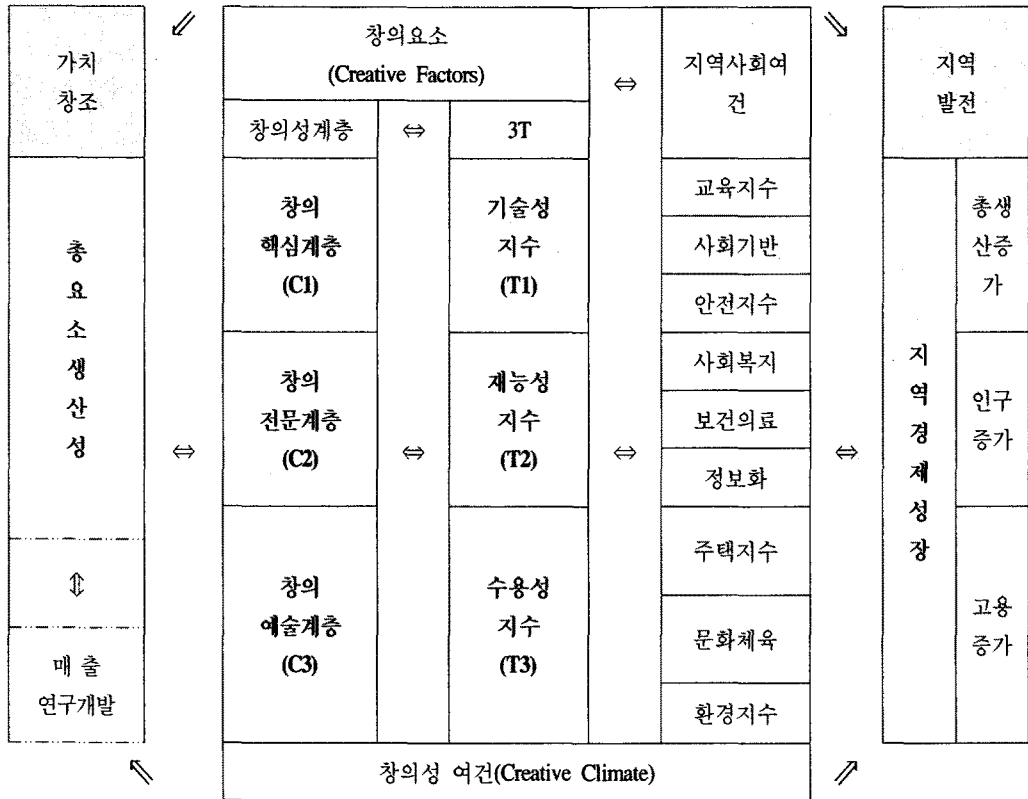 가치
창조
총
요
소
생
산
성
⇕
매 출
연구개발
⇙
⇔
⇖
창의요소
(Creative Factors)
창의성계층
⇔
3T
창의
핵심계층
(C1)
기술성
지수
(T1)
창의
전문계층
(C2)
⇔
재능성
지수
(T2)
창의
예술계층
(C3)
수용성
지수
(T3)
⇔
⇔
지역사회여
건
교육지수
사회기반
안전지수
사회복지
보건의료
정보화
주택지수
문화체육
환경지수
창의성 여건(Creative Climate)
⇘
⇔
⇗
지역
발전
지
역
경
제
성
장
총생
산증
가
인구
증가
고용
증가